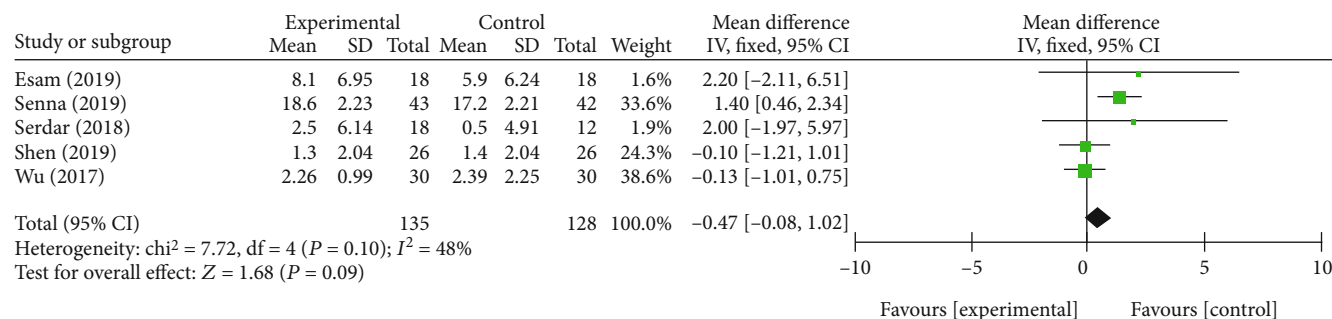 Experimental Control Mean difference Mean difference
Study or subgroup Mean SD Total Mean SD Total Weight IV, fixed, 95% CI IV, fixed, 95% CI
Esam (2019) 8.1 6.95 18 5.9 6.24 18 1.6% 2.20 [−2.11, 6.51]
Senna (2019) 18.6 2.23 43 17.2 2.21 42 33.6% 1.40 [0.46, 2.34]
Serdar (2018) 2.5 6.14 18 0.5 4.91 12 1.9% 2.00 [−1.97, 5.97]
Shen (2019) 1.3 2.04 26 1.4 2.04 26 24.3% −0.10 [−1.21, 1.01]
Wu (2017) 2.26 0.99 30 2.39 2.25 30 38.6% −0.13 [−1.01, 0.75]
Total (95% CI) 135 128 100.0% −0.47 [−0.08, 1.02]
Heterogeneity: chi² = 7.72, df = 4 (P = 0.10); I² = 48%
Test for overall effect: Z = 1.68 (P = 0.09)
−10 −5 0 5 10
Favours [experimental] Favours [control]